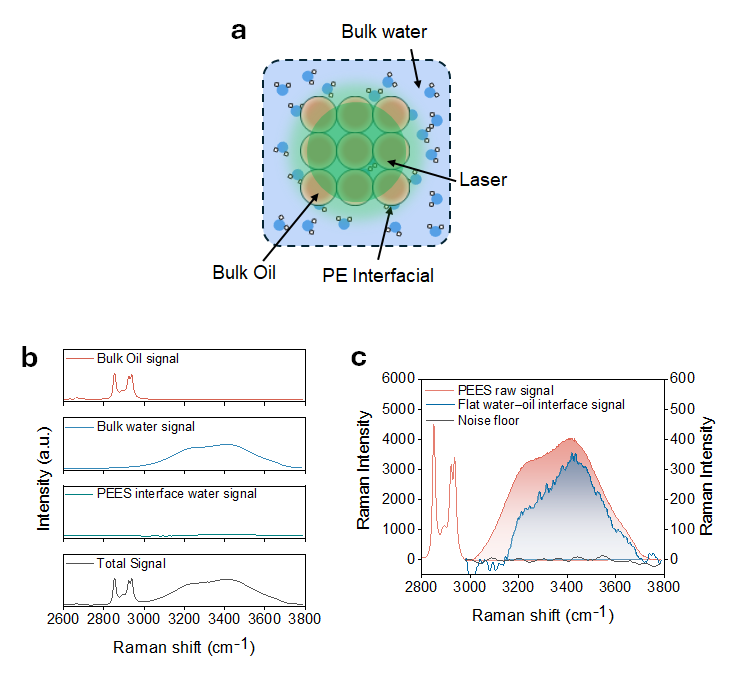 a
Bulk water
Laser
Bulk Oil
PE Interfacial
b
Bulk Oil signal
Bulk water signal
PEES interface water signal
Total Signal
Intensity (a.u.)
2600 2800 3000 3200 3400 3600 3800
Raman shift (cm⁻¹)
c
PEES raw signal
Flat water–oil interface signal
Noise floor
6000
5000
4000
3000
2000
1000
0
600
500
400
300
200
100
0
Raman Intensity
Raman Intensity
2800 3000 3200 3400 3600 3800
Raman shift (cm⁻¹)